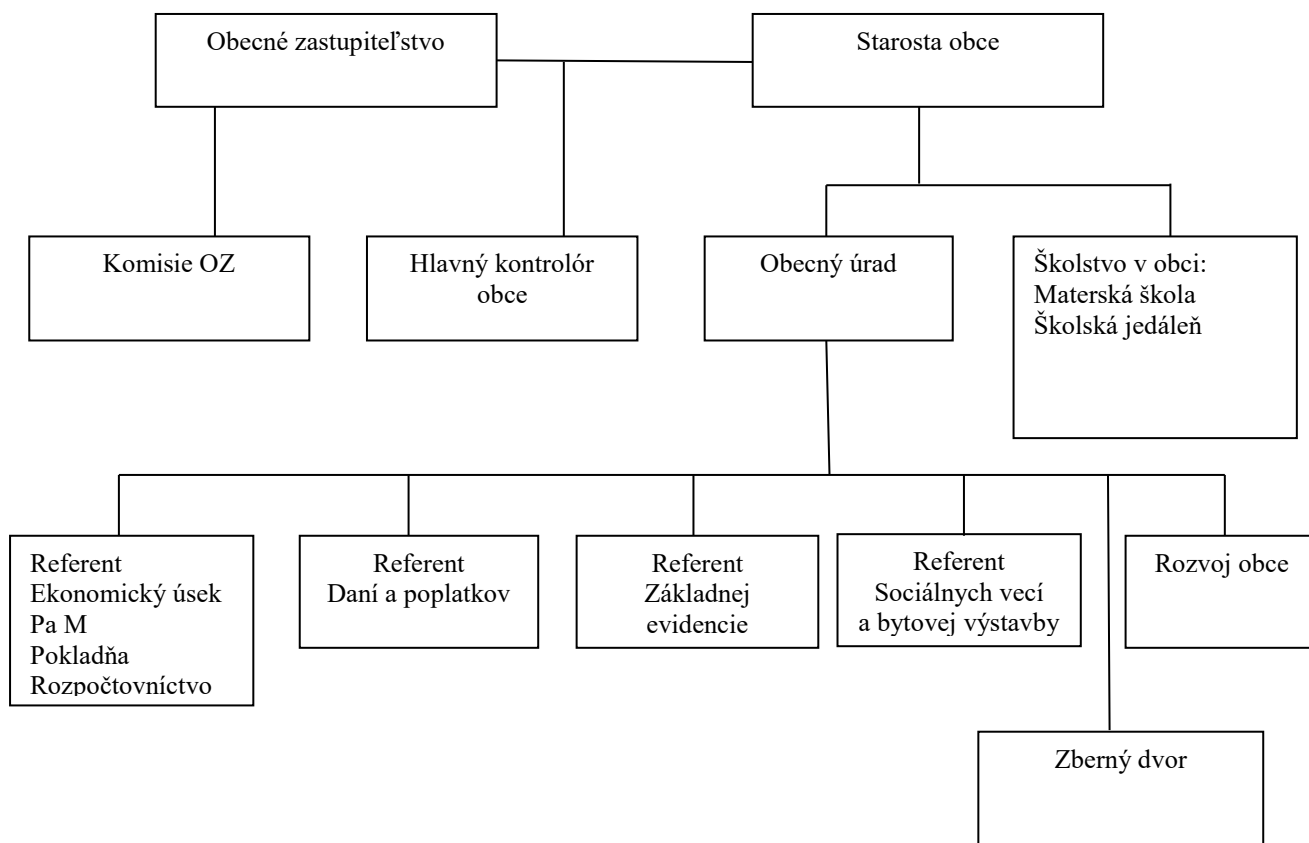 Obecné zastupiteľstvo
Starosta obce
Komisie OZ
Hlavný kontrolór
obce
Obecný úrad
Školstvo v obci:
Materská škola
Školská jedáleň
Referent
Ekonomický úsek
Pa M
Pokladňa
Rozpočtovníctvo
Referent
Daní a poplatkov
Referent
Základnej
evidencie
Referent
Sociálnych vecí
a bytovej výstavby
Rozvoj obce
Zberný dvor